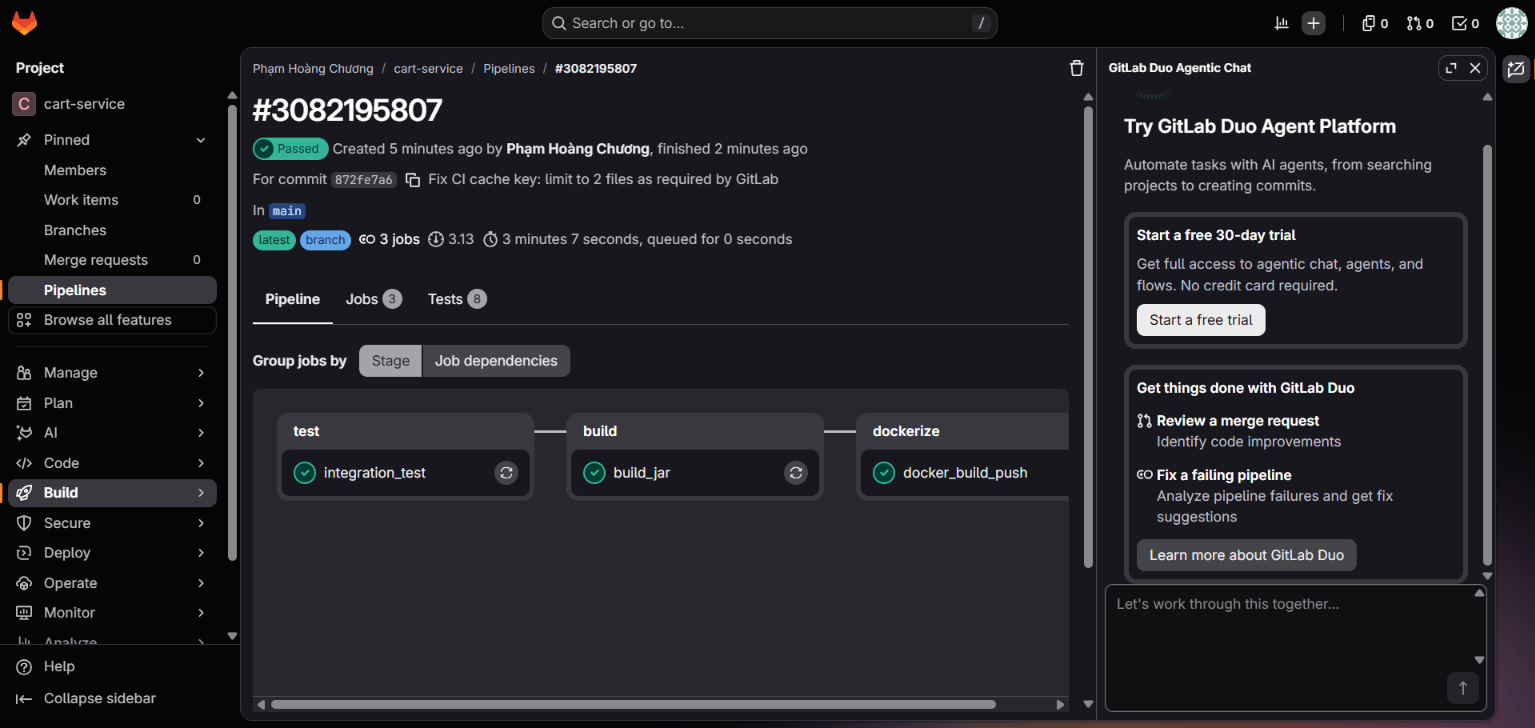 Search or go to...
/
0
0
0
Project
C
cart-service
Pinned
Members
Work items
0
Branches
Merge requests
0
Pipelines
Browse all features
Manage
Plan
AI
Code
Build
Secure
Deploy
Operate
Monitor
Analyze
Help
Collapse sidebar
Phạm Hoàng Chương / cart-service / Pipelines / #3082195807
#3082195807
Passed Created 5 minutes ago by Phạm Hoàng Chương, finished 2 minutes ago
For commit 872fe7a6 Fix CI cache key: limit to 2 files as required by GitLab
In main
latest branch 3 jobs 3.13 3 minutes 7 seconds, queued for 0 seconds
Pipeline Jobs 3 Tests 8
Group jobs by Stage Job dependencies
test
integration_test
build
build_jar
dockerize
docker_build_push
GitLab Duo Agentic Chat
Try GitLab Duo Agent Platform
Automate tasks with AI agents, from searching
projects to creating commits.
Start a free 30-day trial
Get full access to agentic chat, agents, and
flows. No credit card required.
Start a free trial
Get things done with GitLab Duo
Review a merge request
Identify code improvements
Fix a failing pipeline
Analyze pipeline failures and get fix
suggestions
Learn more about GitLab Duo
Let's work through this together...